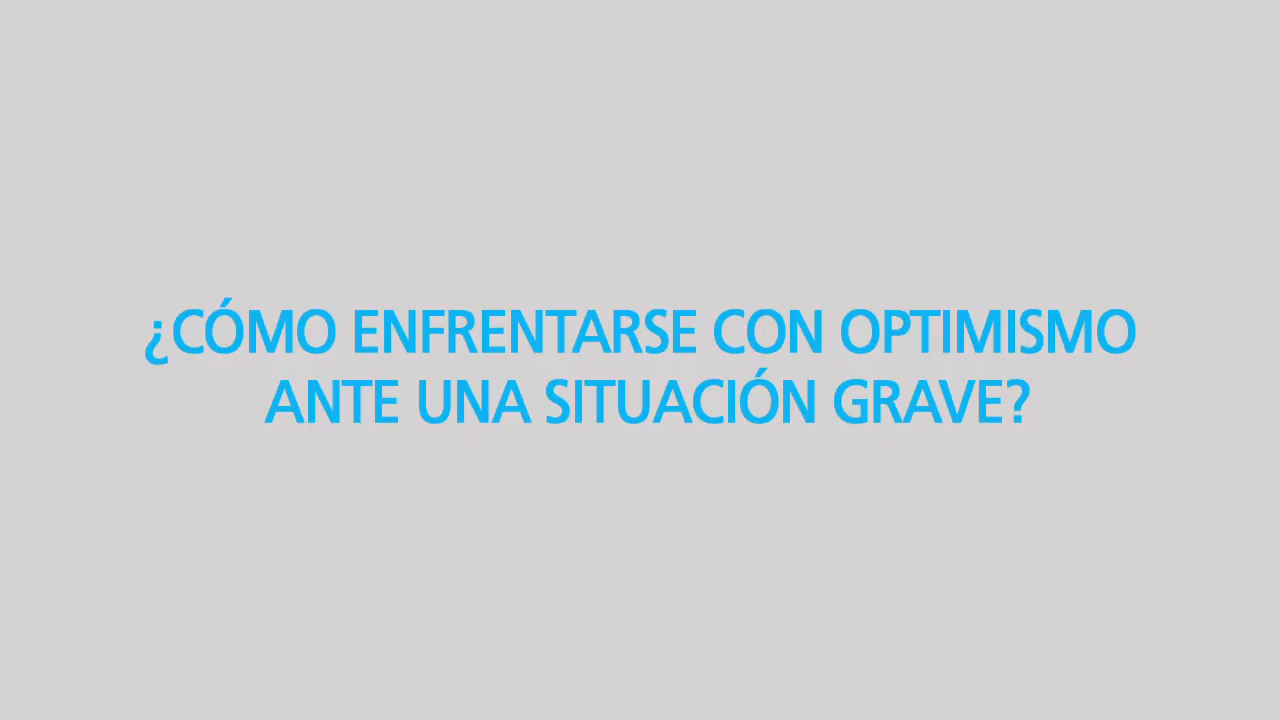 ¿CÓMO ENFRENTARSE CON OPTIMISMO
ANTE UNA SITUACIÓN GRAVE?